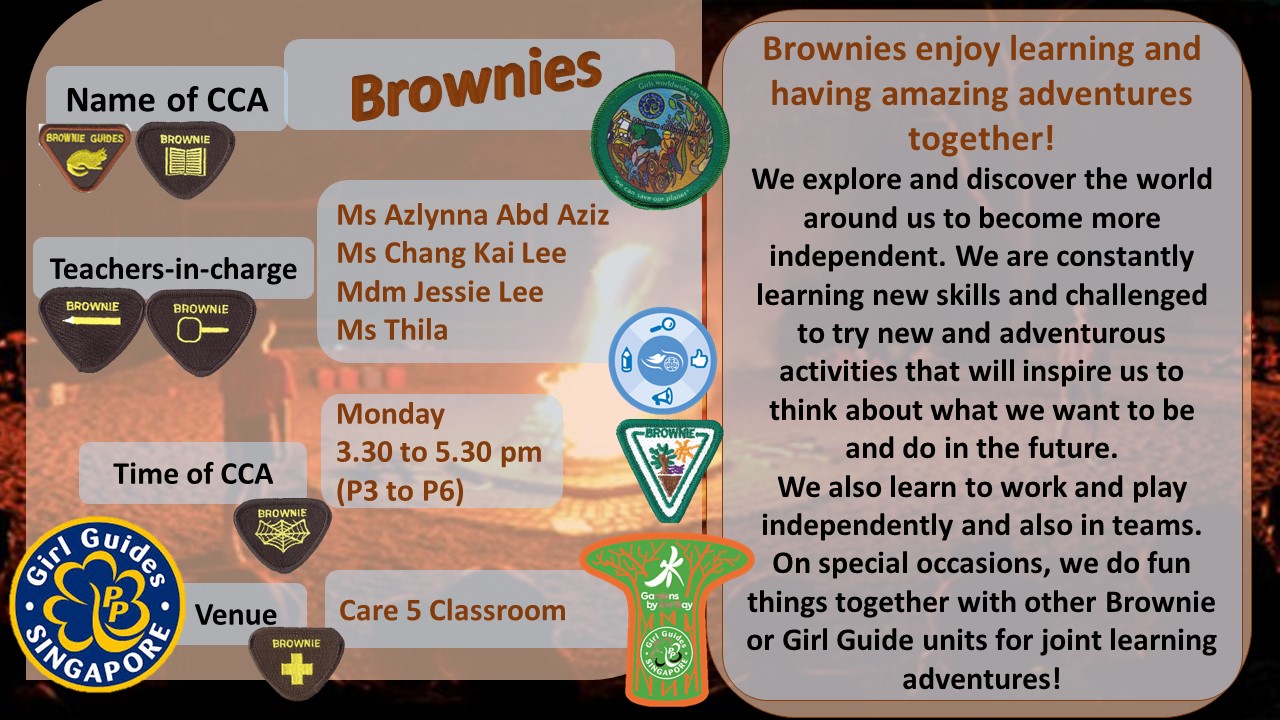 Name of CCA
Brownies
BROWNIE GUIDES
BROWNIE
Girls worldwide say
"we can save our planet"
Teachers-in-charge
Ms Azlynna Abd Aziz
Ms Chang Kai Lee
Mdm Jessie Lee
Ms Thila
BROWNIE
BROWNIE
Time of CCA
Monday
3.30 to 5.30 pm
(P3 to P6)
BROWNIE
BROWNIE
Girl Guides
PP
SINGAPORE
Venue
Care 5 Classroom
BROWNIE
Gardens
by the Bay
Girl Guides
PP
SINGAPORE
Brownies enjoy learning and
having amazing adventures
together!
We explore and discover the world
around us to become more
independent. We are constantly
learning new skills and challenged
to try new and adventurous
activities that will inspire us to
think about what we want to be
and do in the future.
We also learn to work and play
independently and also in teams.
On special occasions, we do fun
things together with other Brownie
or Girl Guide units for joint learning
adventures!